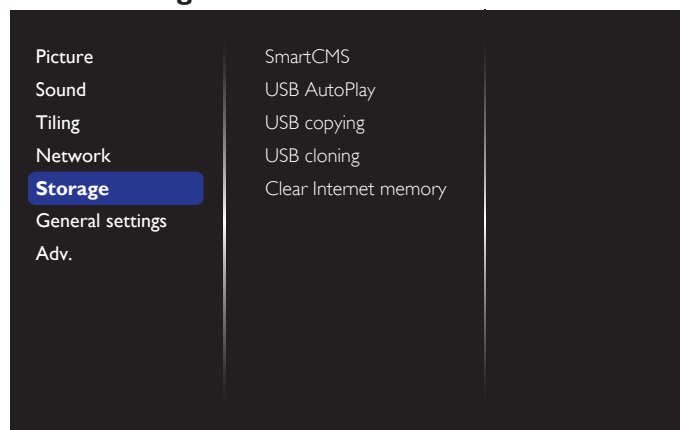 Picture
Sound
Tiling
Network
Storage
General settings
Adv.
SmartCMS
USB AutoPlay
USB copying
USB cloning
Clear Internet memory